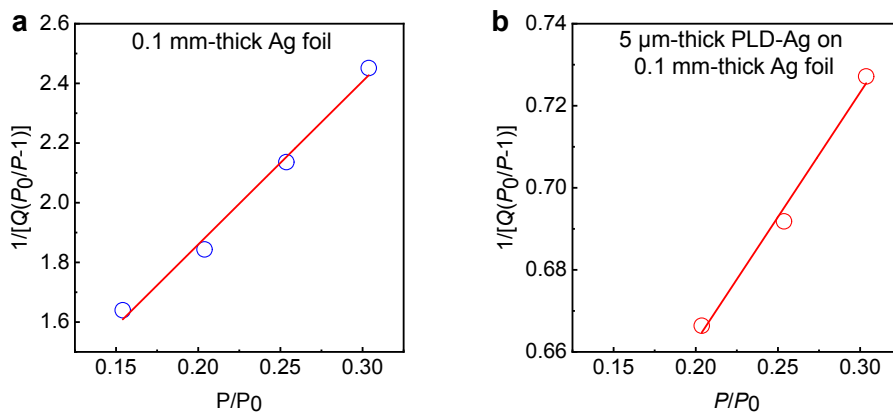 a
0.1 mm-thick Ag foil
1/[Q(P0/P-1)]
2.6
2.4
2.2
2.0
1.8
1.6
0.15
0.20
0.25
0.30
P/P0
b
5 µm-thick PLD-Ag on
0.1 mm-thick Ag foil
1/[Q(P0/P-1)]
0.74
0.72
0.70
0.68
0.66
0.15
0.20
0.25
0.30
P/P0